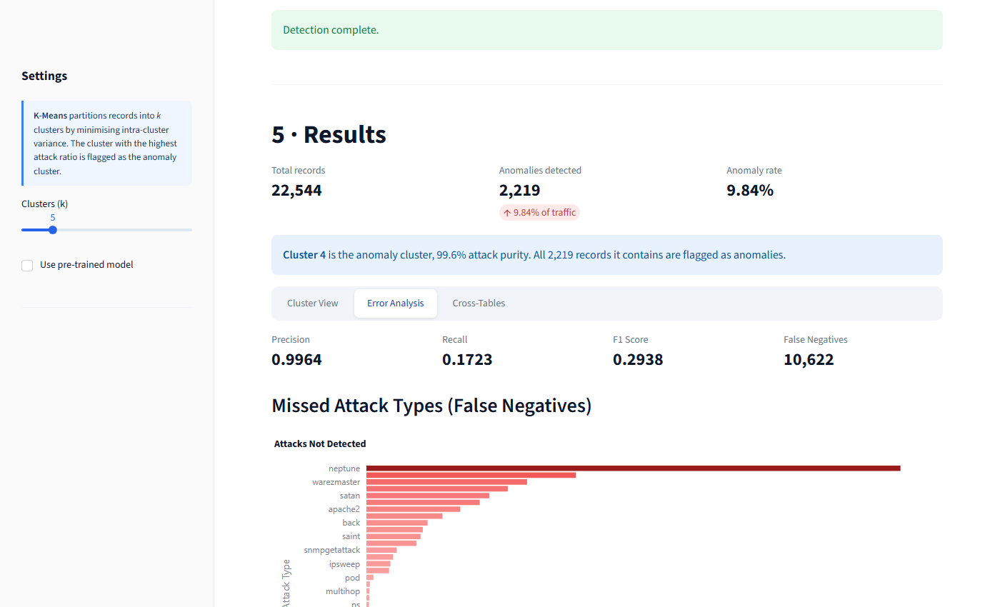 Detection complete.
Settings
K-Means partitions records into k
clusters by minimising intra-cluster
variance. The cluster with the highest
attack ratio is flagged as the anomaly
cluster.
Clusters (k)
5
Use pre-trained model
5 · Results
Total records
22,544
Anomalies detected
2,219
↑ 9.84% of traffic
Anomaly rate
9.84%
Cluster 4 is the anomaly cluster, 99.6% attack purity. All 2,219 records it contains are flagged as anomalies.
Cluster View
Error Analysis
Cross-Tables
Precision
0.9964
Recall
0.1723
F1 Score
0.2938
False Negatives
10,622
Missed Attack Types (False Negatives)
Attacks Not Detected
neptune
warezmaster
satan
apache2
back
saint
snmpgetattack
ipsweep
pod
multihop
ps
Attack Type